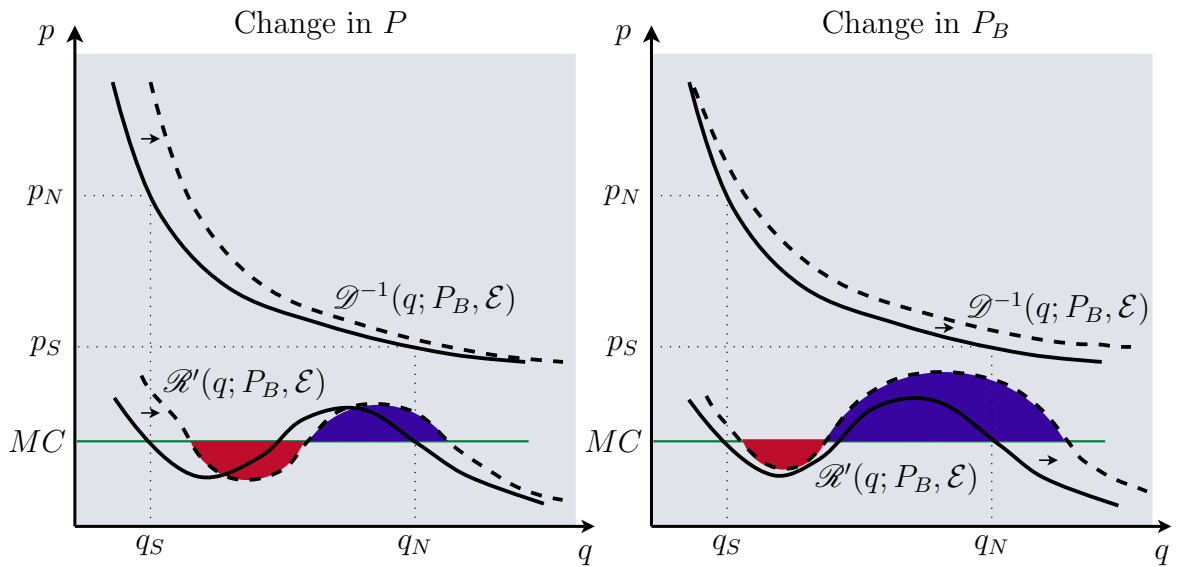 Change in P
p
p_N
𝒟⁻¹(q; P_B, ℰ)
p_S
ℛ′(q; P_B, ℰ)
MC
q_S
q_N
q
Change in P_B
p
p_N
𝒟⁻¹(q; P_B, ℰ)
p_S
MC
ℛ′(q; P_B, ℰ)
q_S
q_N
q